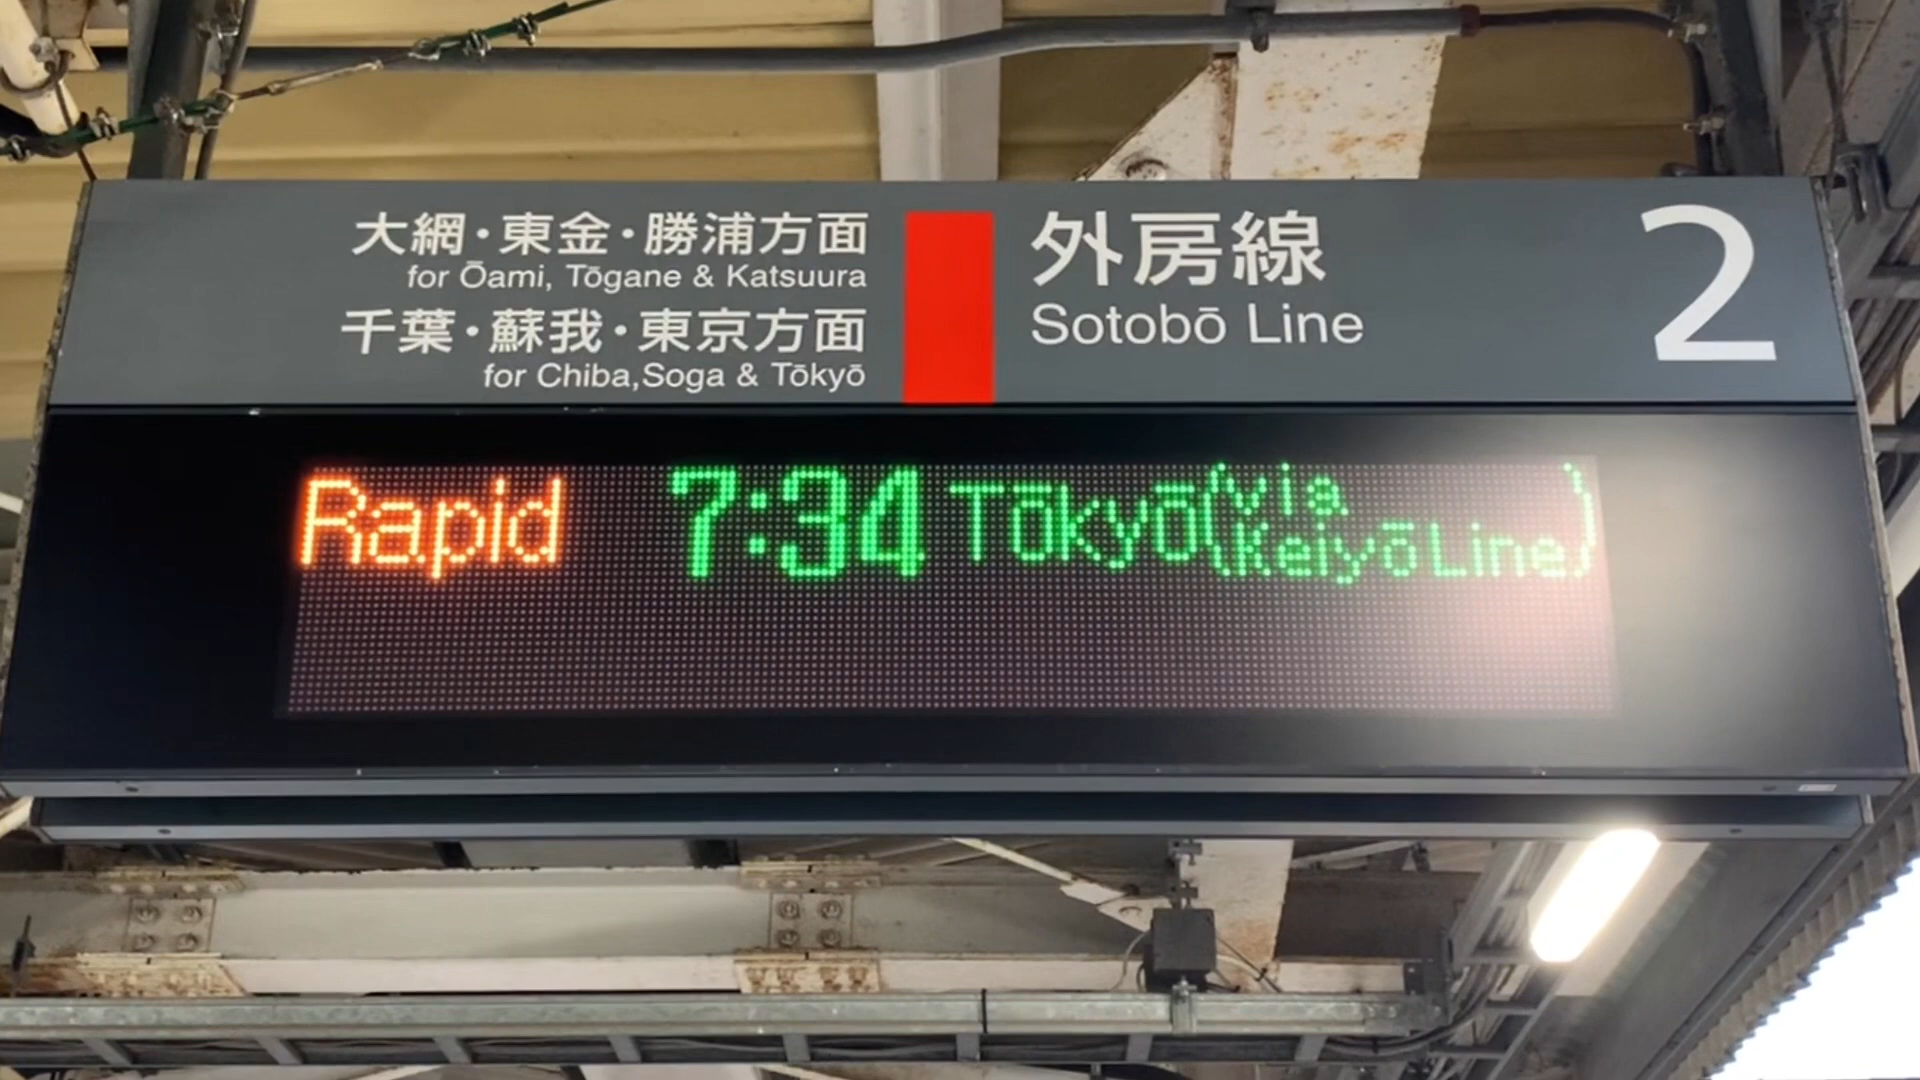 大網・東金・勝浦方面
for Ōami, Tōgane & Katsuura
千葉・蘇我・東京方面
for Chiba,Soga & Tōkyō
外房線
Sotobō Line
2
Rapid 7:34 Tōkyō(via Keiyō Line)